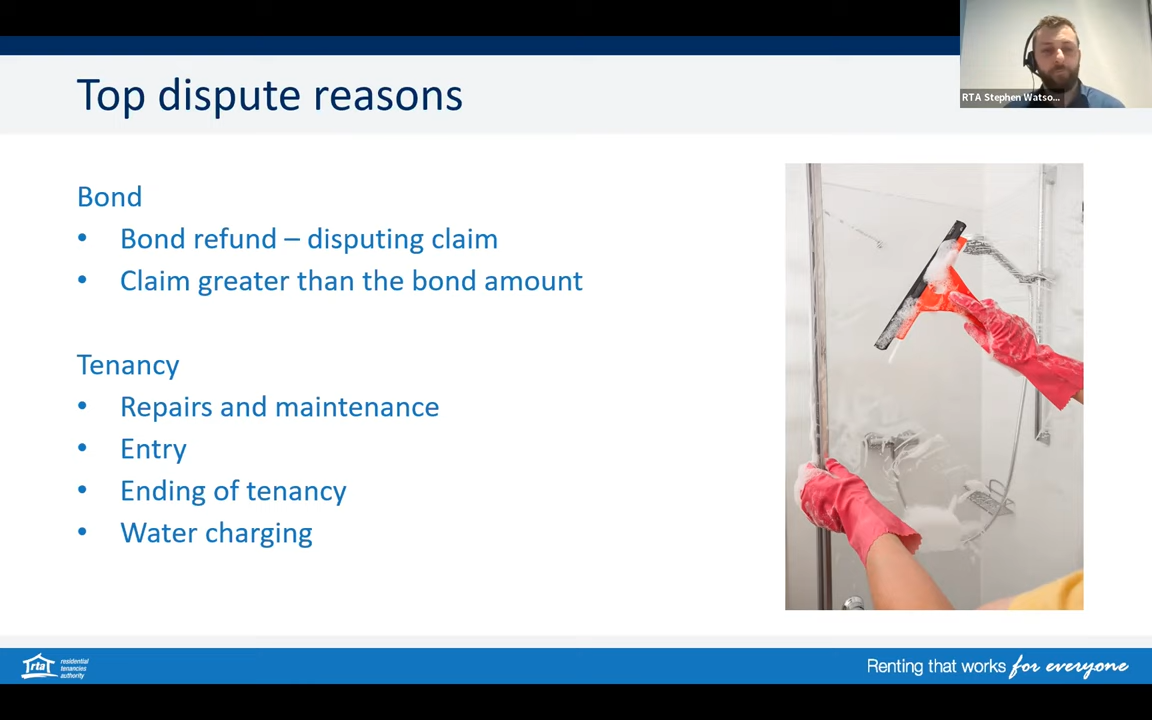 Top dispute reasons
RTA Stephen Watso...
Bond
• Bond refund – disputing claim
• Claim greater than the bond amount
Tenancy
• Repairs and maintenance
• Entry
• Ending of tenancy
• Water charging
rta
residential
tenancies
authority
Renting that works for everyone